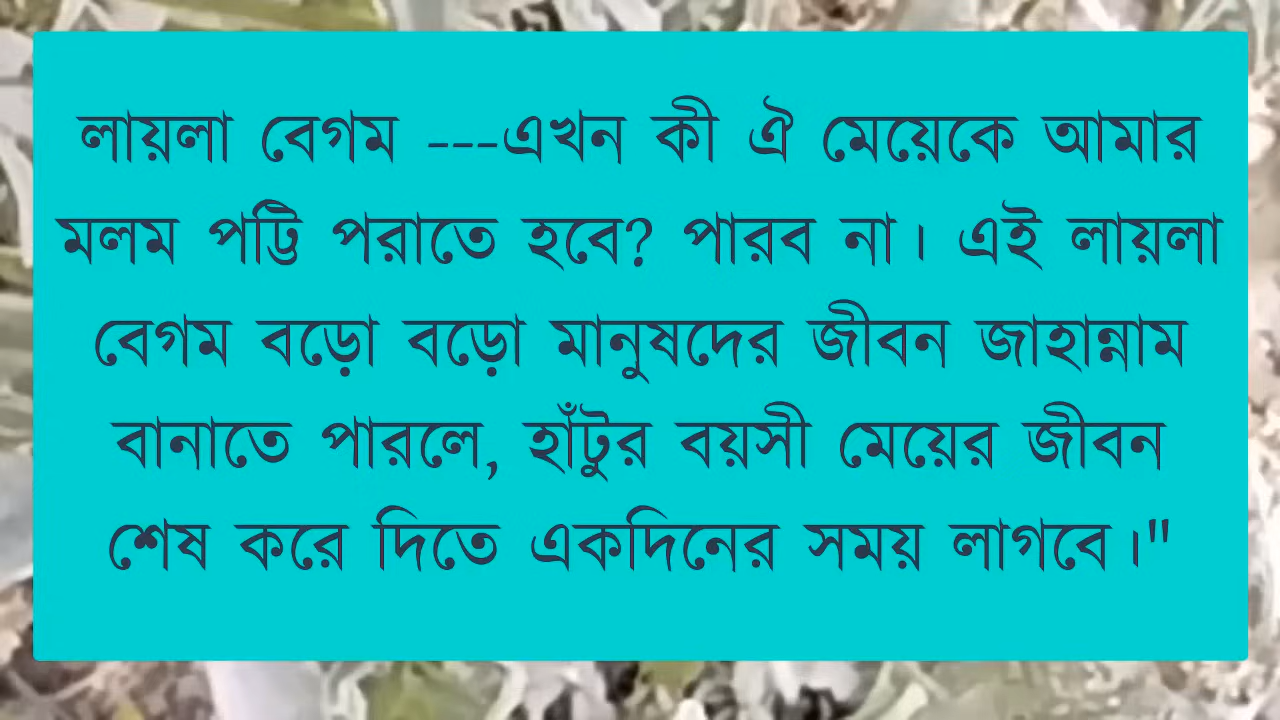 লায়লা বেগম ---এখন কী ঐ মেয়েকে আমার
মলম পট্টি পরাতে হবে? পারব না। এই লায়লা
বেগম বড়ো বড়ো মানুষদের জীবন জাহান্নাম
বানাতে পারলে, হাঁটুর বয়সী মেয়ের জীবন
শেষ করে দিতে একদিনের সময় লাগবে।"